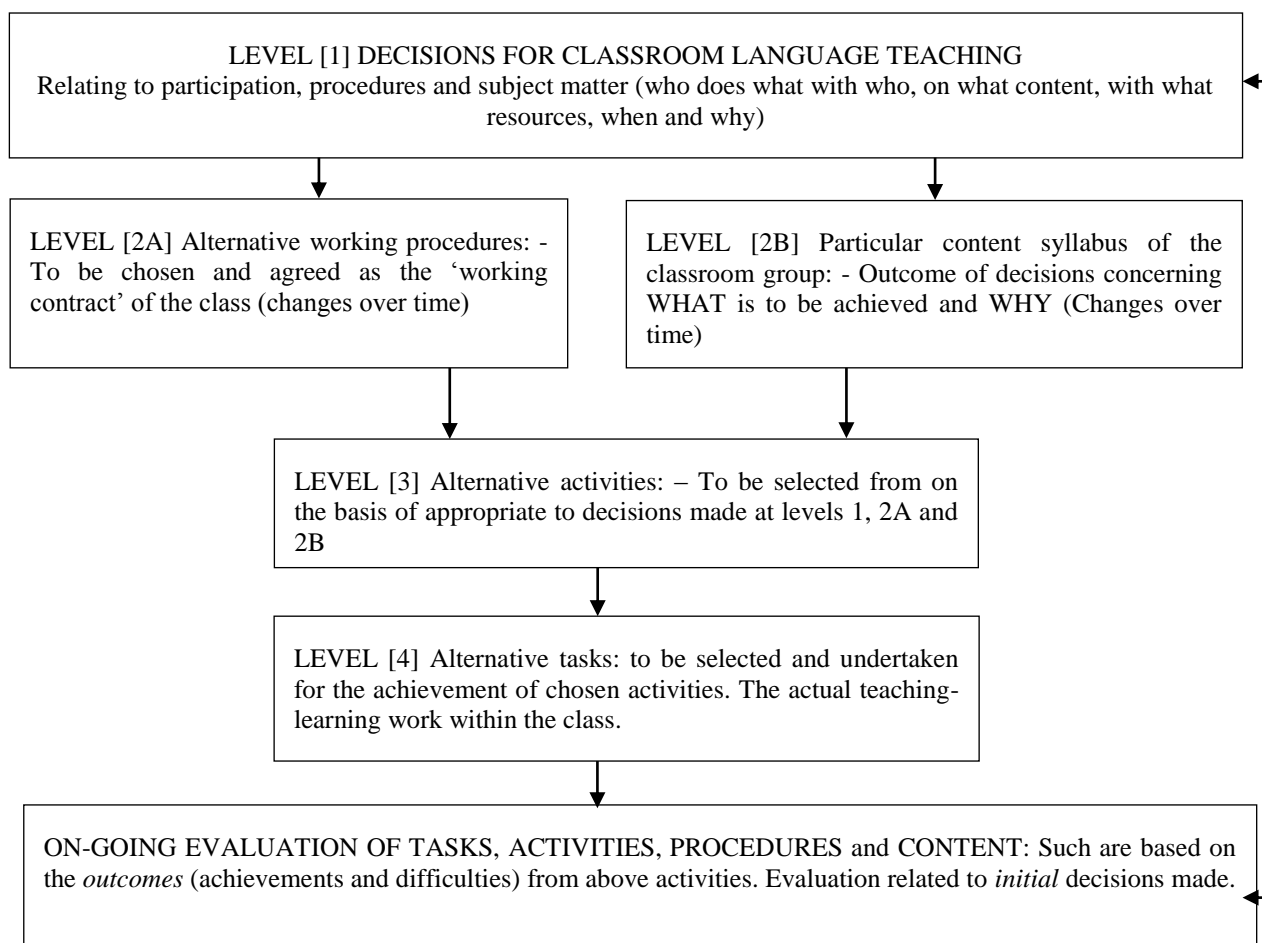 LEVEL [1] DECISIONS FOR CLASSROOM LANGUAGE TEACHING
Relating to participation, procedures and subject matter (who does what with who, on what content, with what
resources, when and why)
LEVEL [2A] Alternative working procedures: -
To be chosen and agreed as the ‘working
contract’ of the class (changes over time)
LEVEL [2B] Particular content syllabus of the
classroom group: - Outcome of decisions concerning
WHAT is to be achieved and WHY (Changes over
time)
LEVEL [3] Alternative activities: – To be selected from on
the basis of appropriate to decisions made at levels 1, 2A and
2B
LEVEL [4] Alternative tasks: to be selected and undertaken
for the achievement of chosen activities. The actual teaching-
learning work within the class.
ON-GOING EVALUATION OF TASKS, ACTIVITIES, PROCEDURES and CONTENT: Such are based on
the outcomes (achievements and difficulties) from above activities. Evaluation related to initial decisions made.